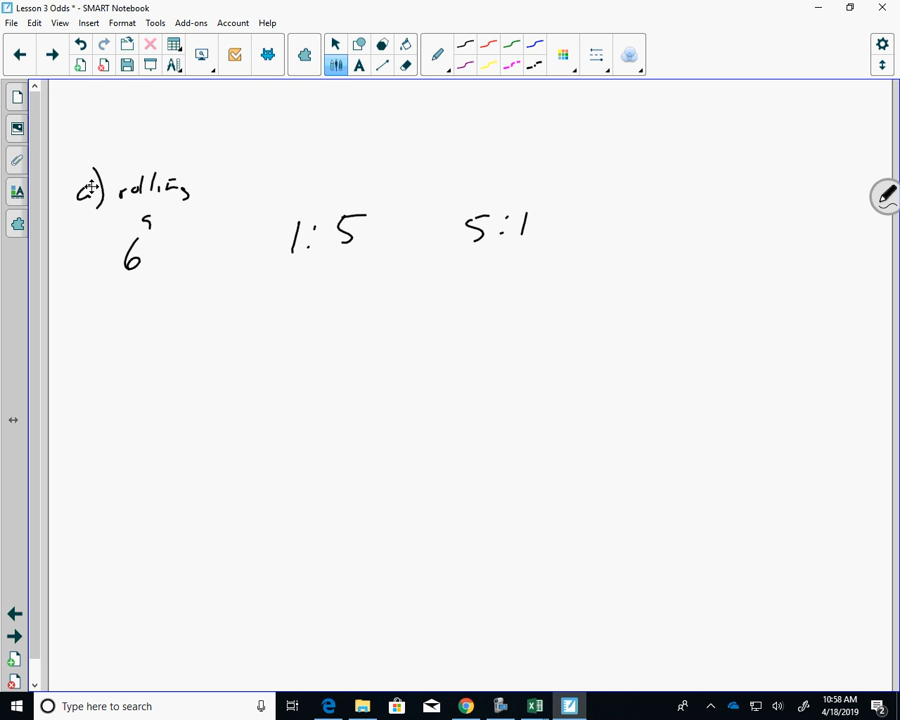 Lesson 3 Odds * - SMART Notebook
File Edit View Insert Format Tools Add-ons Account Help
a) rolling
a
6
1 : 5 5 : 1
Type here to search
10:58 AM
4/18/2019
2